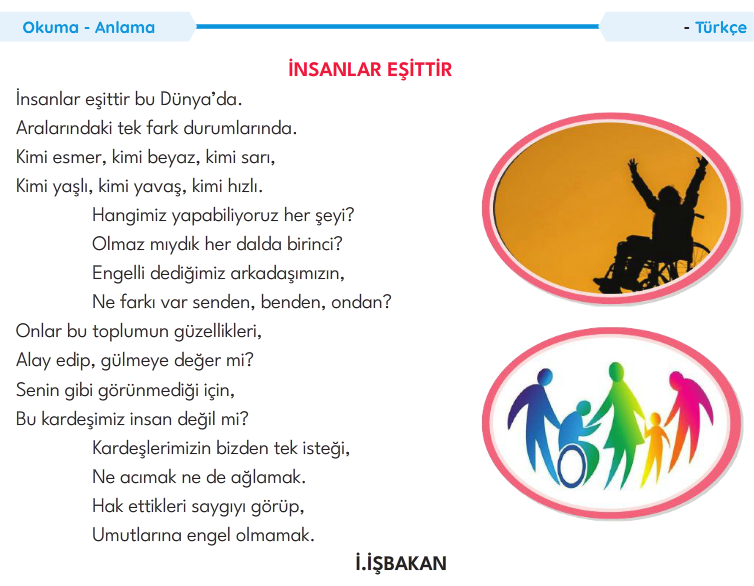 Okuma - Anlama
- Türkçe
İNSANLAR EŞİTTİR
İnsanlar eşittir bu Dünya’da.
Aralarındaki tek fark durumlarında.
Kimi esmer, kimi beyaz, kimi sarı,
Kimi yaşlı, kimi yavaş, kimi hızlı.
Hangimiz yapabiliyoruz her şeyi?
Olmaz mıydık her dalda birinci?
Engelli dediğimiz arkadaşımızın,
Ne farkı var senden, benden, ondan?
Onlar bu toplumun güzellikleri,
Alay edip, gülmeye değer mi?
Senin gibi görünmediği için,
Bu kardeşimiz insan değil mi?
Kardeşlerimizin bizden tek isteği,
Ne acımak ne de ağlamak.
Hak ettikleri saygıyı görüp,
Umutlarına engel olmamak.
İ.İŞBAKAN